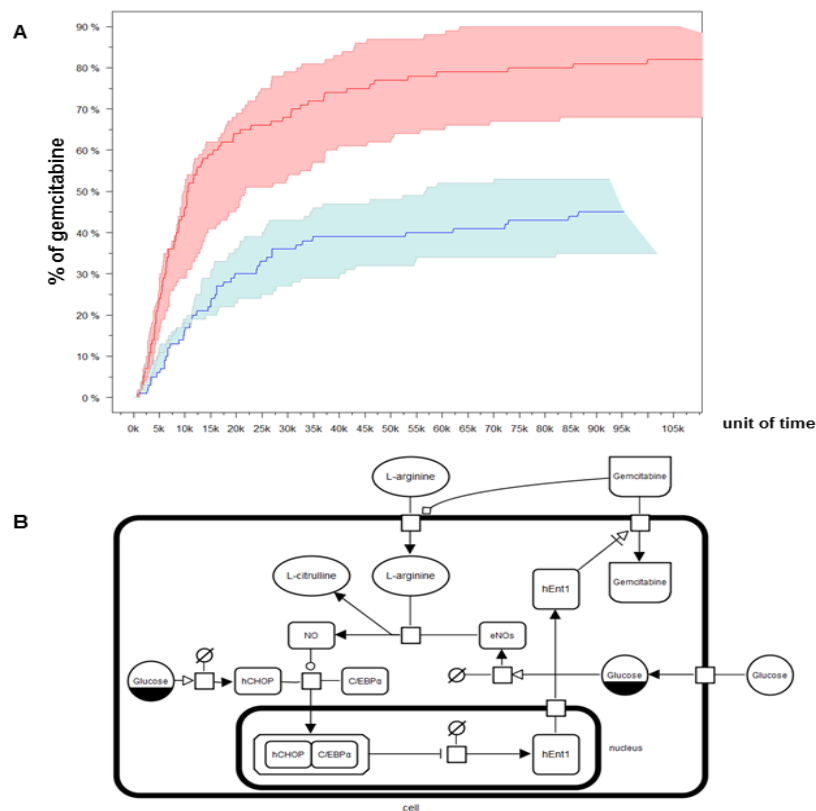 A
% of gemcitabine
90 %
80 %
70 %
60 %
50 %
40 %
30 %
20 %
10 %
0 %
0k 5k 10k 15k 20k 25k 30k 35k 40k 45k 50k 55k 60k 65k 70k 75k 80k 85k 90k 95k 105k
unit of time
B
L-arginine
Gemcitabine
L-citrulline
L-arginine
hEnt1
Gemcitabine
NO
eNOs
Glucose
hCHOP
C/EBPα
Glucose
Glucose
hCHOP
C/EBPα
hEnt1
nucleus
cell